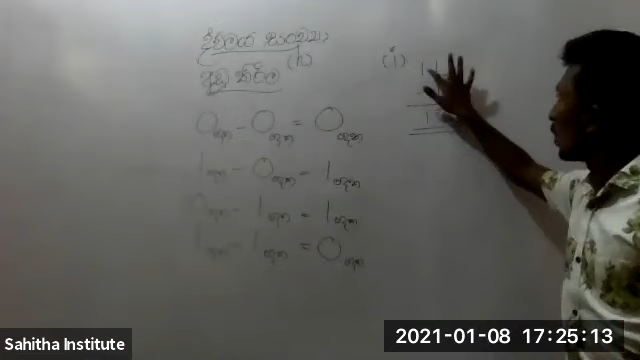 ද්විමය සංඛ්‍යා
අඩු කිරීම
(i)
0දෙක - 0දෙක = 0දෙක
1දෙක - 0දෙක = 1දෙක
0දෙක - 1දෙක = 1දෙක
1දෙක - 1දෙක = 0දෙක
Sahitha Institute
2021-01-08 17:25:13